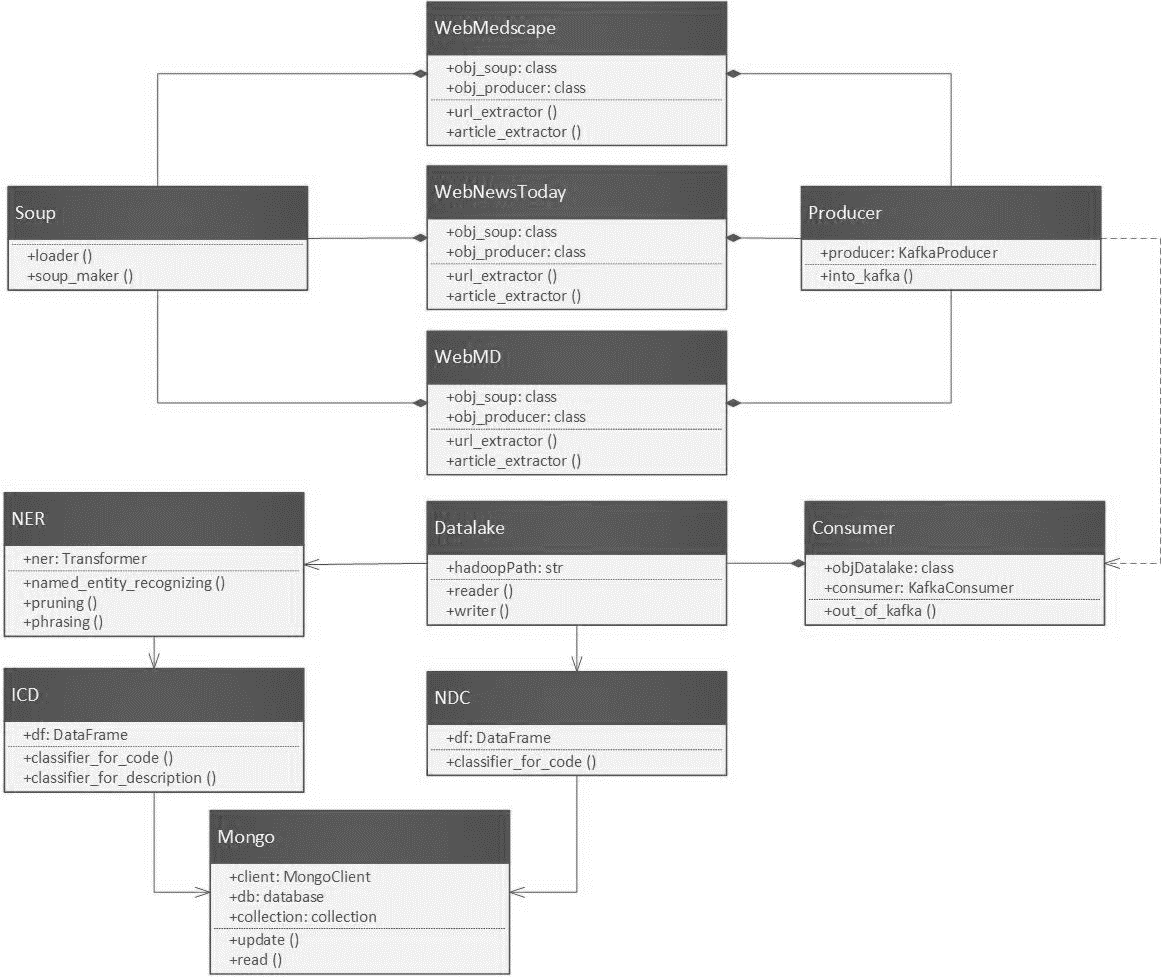 WebMedscape
+obj_soup: class
+obj_producer: class
+url_extractor ()
+article_extractor ()
Soup
+loader ()
+soup_maker ()
WebNewsToday
+obj_soup: class
+obj_producer: class
+url_extractor ()
+article_extractor ()
Producer
+producer: KafkaProducer
+into_kafka ()
WebMD
+obj_soup: class
+obj_producer: class
+url_extractor ()
+article_extractor ()
NER
+ner: Transformer
+named_entity_recognizing ()
+pruning ()
+phrasing ()
Datalake
+hadoopPath: str
+reader ()
+writer ()
Consumer
+objDatalake: class
+consumer: KafkaConsumer
+out_of_kafka ()
ICD
+df: DataFrame
+classifier_for_code ()
+classifier_for_description ()
NDC
+df: DataFrame
+classifier_for_code ()
Mongo
+client: MongoClient
+db: database
+collection: collection
+update ()
+read ()